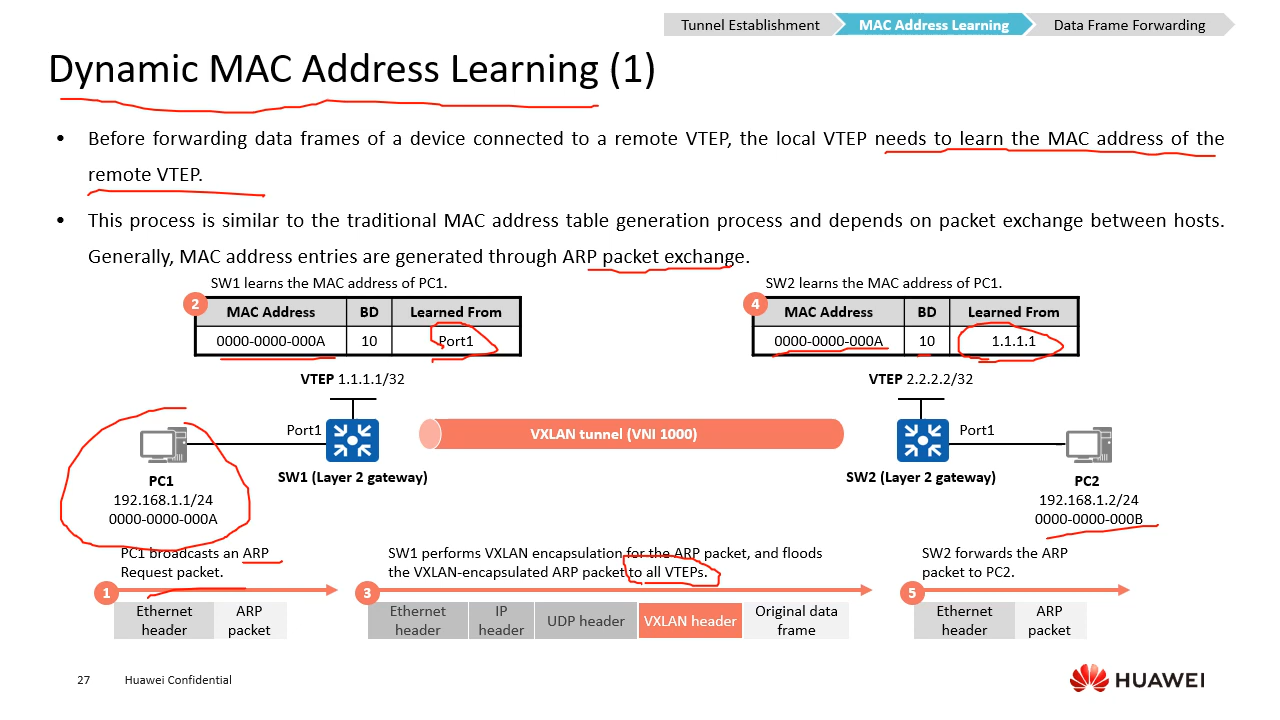 Tunnel Establishment
MAC Address Learning
Data Frame Forwarding
Dynamic MAC Address Learning (1)
• Before forwarding data frames of a device connected to a remote VTEP, the local VTEP needs to learn the MAC address of the
remote VTEP.
• This process is similar to the traditional MAC address table generation process and depends on packet exchange between hosts.
Generally, MAC address entries are generated through ARP packet exchange.
SW1 learns the MAC address of PC1.
2
MAC Address BD Learned From
0000-0000-000A 10 Port1
SW2 learns the MAC address of PC1.
4
MAC Address BD Learned From
0000-0000-000A 10 1.1.1.1
VTEP 1.1.1.1/32
VTEP 2.2.2.2/32
Port1
VXLAN tunnel (VNI 1000)
Port1
SW1 (Layer 2 gateway)
SW2 (Layer 2 gateway)
PC1
192.168.1.1/24
0000-0000-000A
PC2
192.168.1.2/24
0000-0000-000B
PC1 broadcasts an ARP
Request packet.
1
Ethernet
header
ARP
packet
SW1 performs VXLAN encapsulation for the ARP packet, and floods
the VXLAN-encapsulated ARP packet to all VTEPs.
3
Ethernet
header
IP
header
UDP header
VXLAN header
Original data
frame
SW2 forwards the ARP
packet to PC2.
5
Ethernet
header
ARP
packet
27
Huawei Confidential
HUAWEI